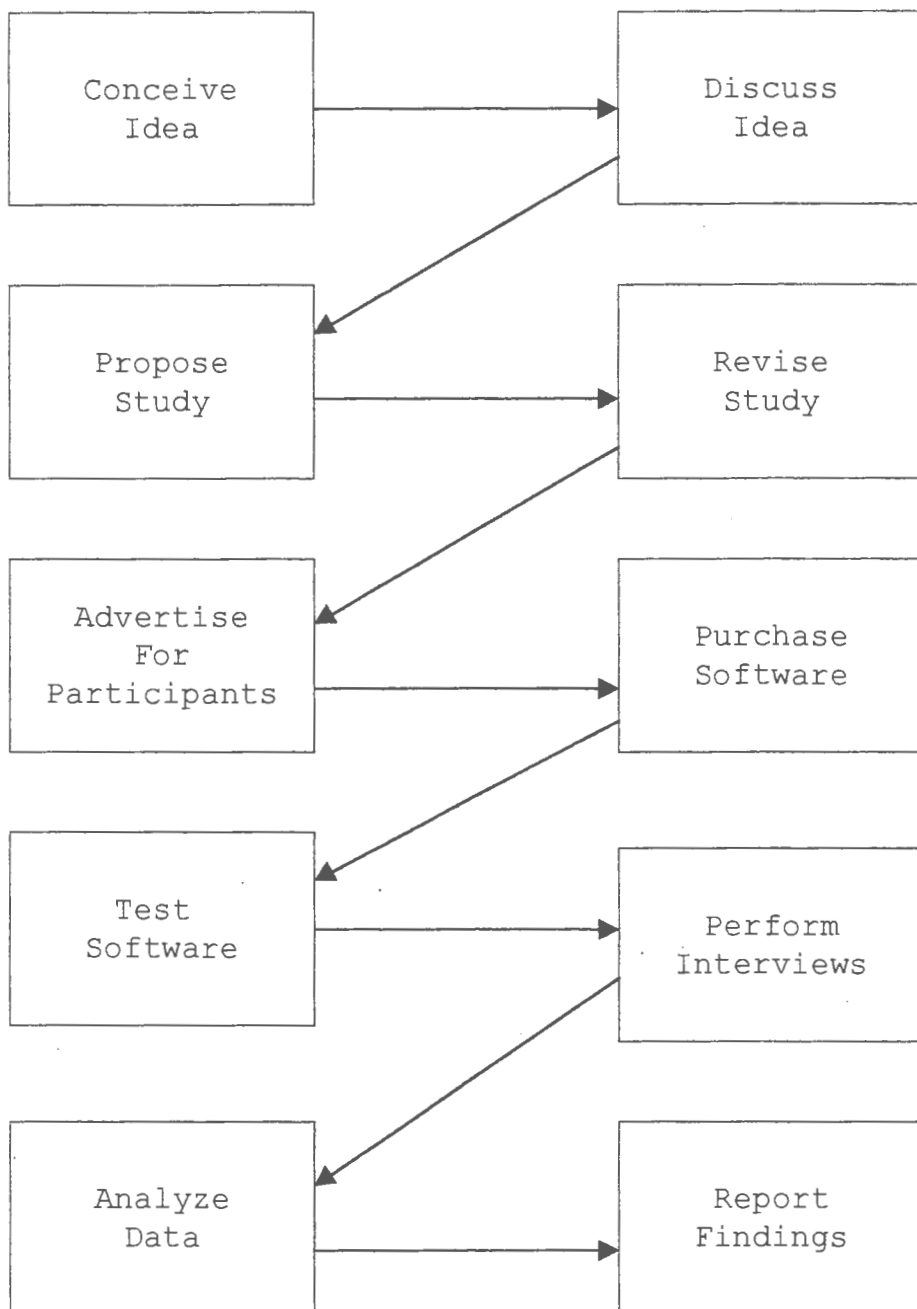 Conceive
Idea
Discuss
Idea
Propose
Study
Revise
Study
Advertise
For
Participants
Purchase
Software
Test
Software
Perform
Interviews
Analyze
Data
Report
Findings